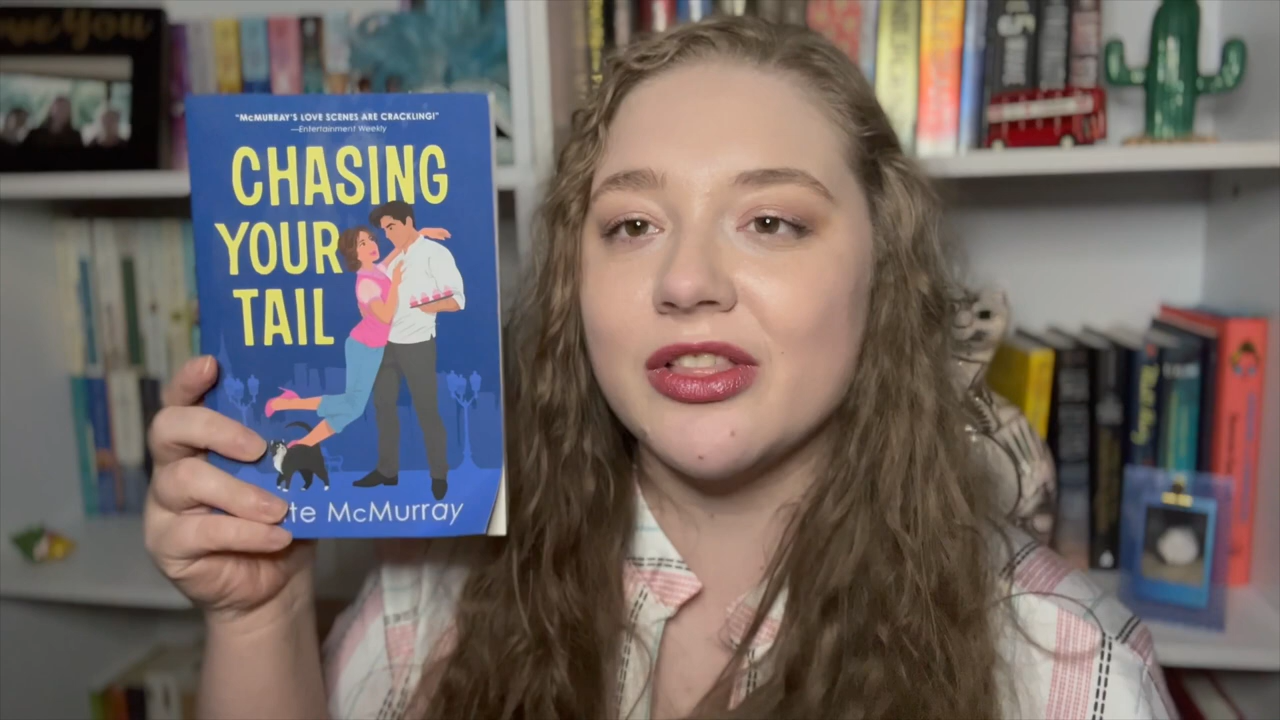 "McMURRAY'S LOVE SCENES ARE CRACKLING!"
—Entertainment Weekly
CHASING
YOUR
TAIL
te McMurray